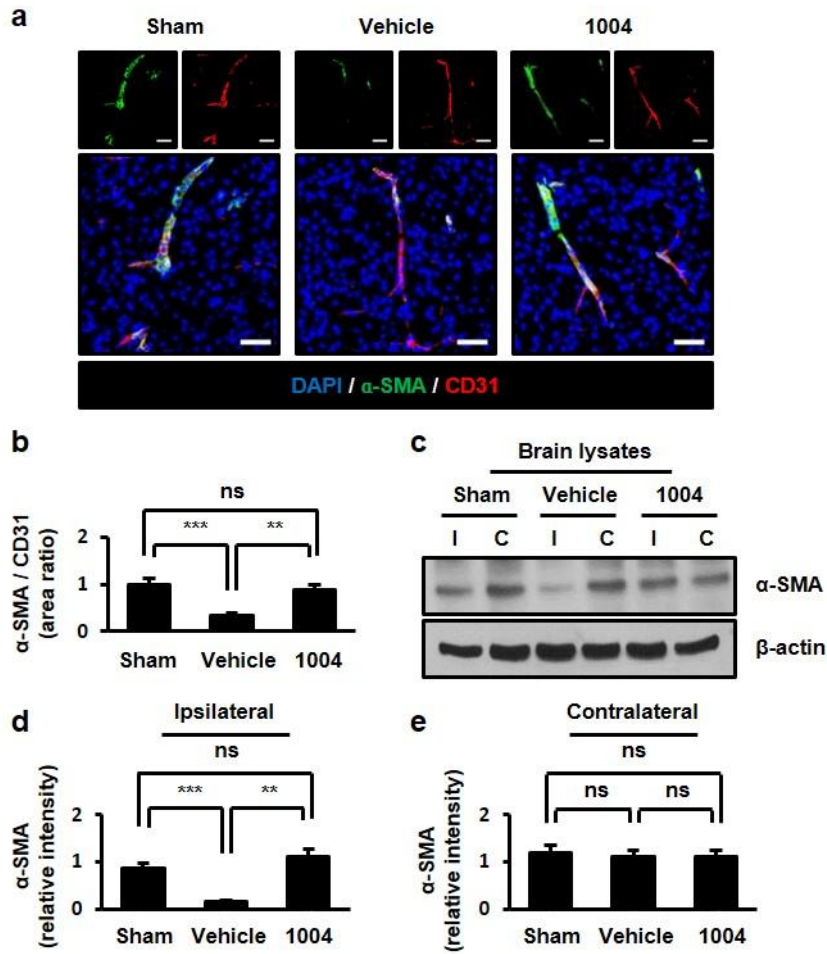 a
Sham Vehicle 1004
DAPI / α-SMA / CD31
b
ns
*** **
α-SMA / CD31
(area ratio)
2
1
0
Sham Vehicle 1004
c
Brain lysates
Sham Vehicle 1004
I C I C I C
α-SMA
β-actin
d
Ipsilateral
ns
*** **
α-SMA
(relative intensity)
2
1
0
Sham Vehicle 1004
e
Contralateral
ns
ns ns
α-SMA
(relative intensity)
2
1
0
Sham Vehicle 1004